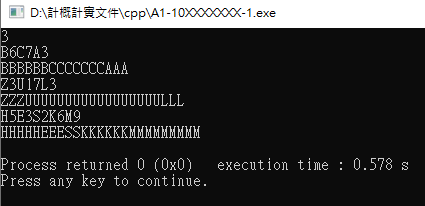 D:\計概計實文件\cpp\A1-10XXXXXXX-1.exe
3
B6C7A3
BBBBBBCCCCCCCAAA
Z3U17L3
ZZZUUUUUUUUUUUUUUUUULLL
H5E3S2K6M9
HHHHHEEESSKKKKKKMMMMMMMMM
Process returned 0 (0x0)   execution time : 0.578 s
Press any key to continue.